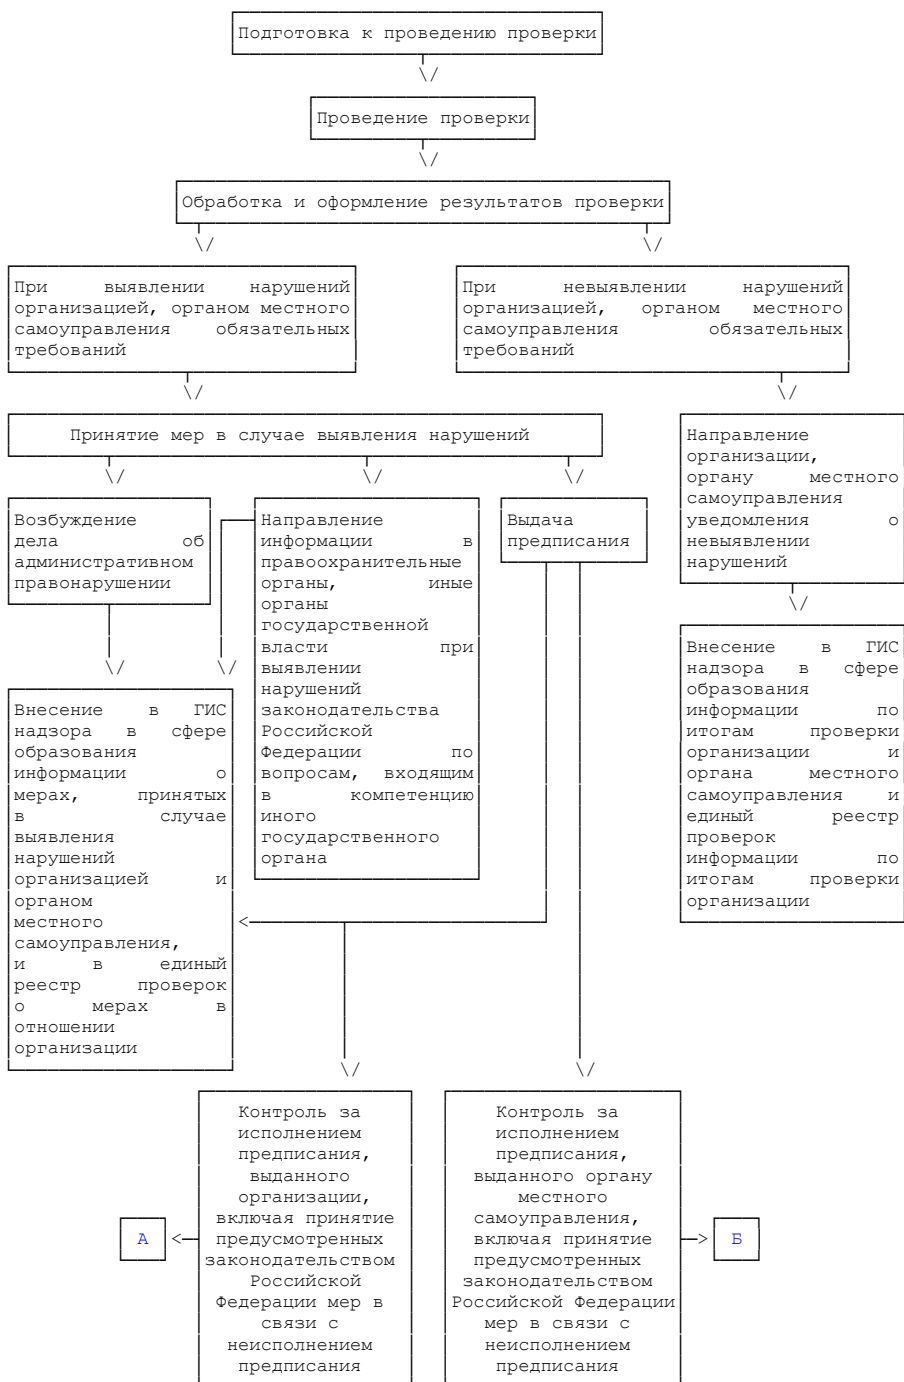 Подготовка к проведению проверки
Проведение проверки
Обработка и оформление результатов проверки
При выявлении нарушений
организацией, органом местного
самоуправления обязательных
требований
При невыявлении нарушений
организацией, органом местного
самоуправления обязательных
требований
Принятие мер в случае выявления нарушений
Направление
организации,
органу местного
самоуправления
уведомления о
невыявлении
нарушений
Возбуждение
дела об
административном
правонарушении
Направление
информации в
правоохранительные
органы, иные
органы
государственной
власти при
выявлении
нарушений
законодательства
Российской
Федерации по
вопросам, входящим
в компетенцию
иного
государственного
органа
Выдача
предписания
Внесение в ГИС
надзора в сфере
образования
информации о
мерах, принятых
в случае
выявления
нарушений
организацией и
органом
местного
самоуправления,
и в единый
реестр проверок
о мерах в
отношении
организации
Внесение в ГИС
надзора в сфере
образования
информации по
итогам проверки
организации и
органа местного
самоуправления и
единый реестр
проверок
информации по
итогам проверки
организации
А
Контроль за
исполнением
предписания,
выданного
организации,
включая принятие
предусмотренных
законодательством
Российской
Федерации мер в
связи с
неисполнением
предписания
Контроль за
исполнением
предписания,
выданного органу
местного
самоуправления,
включая принятие
предусмотренных
законодательством
Российской Федерации
мер в связи с
неисполнением
предписания
Б